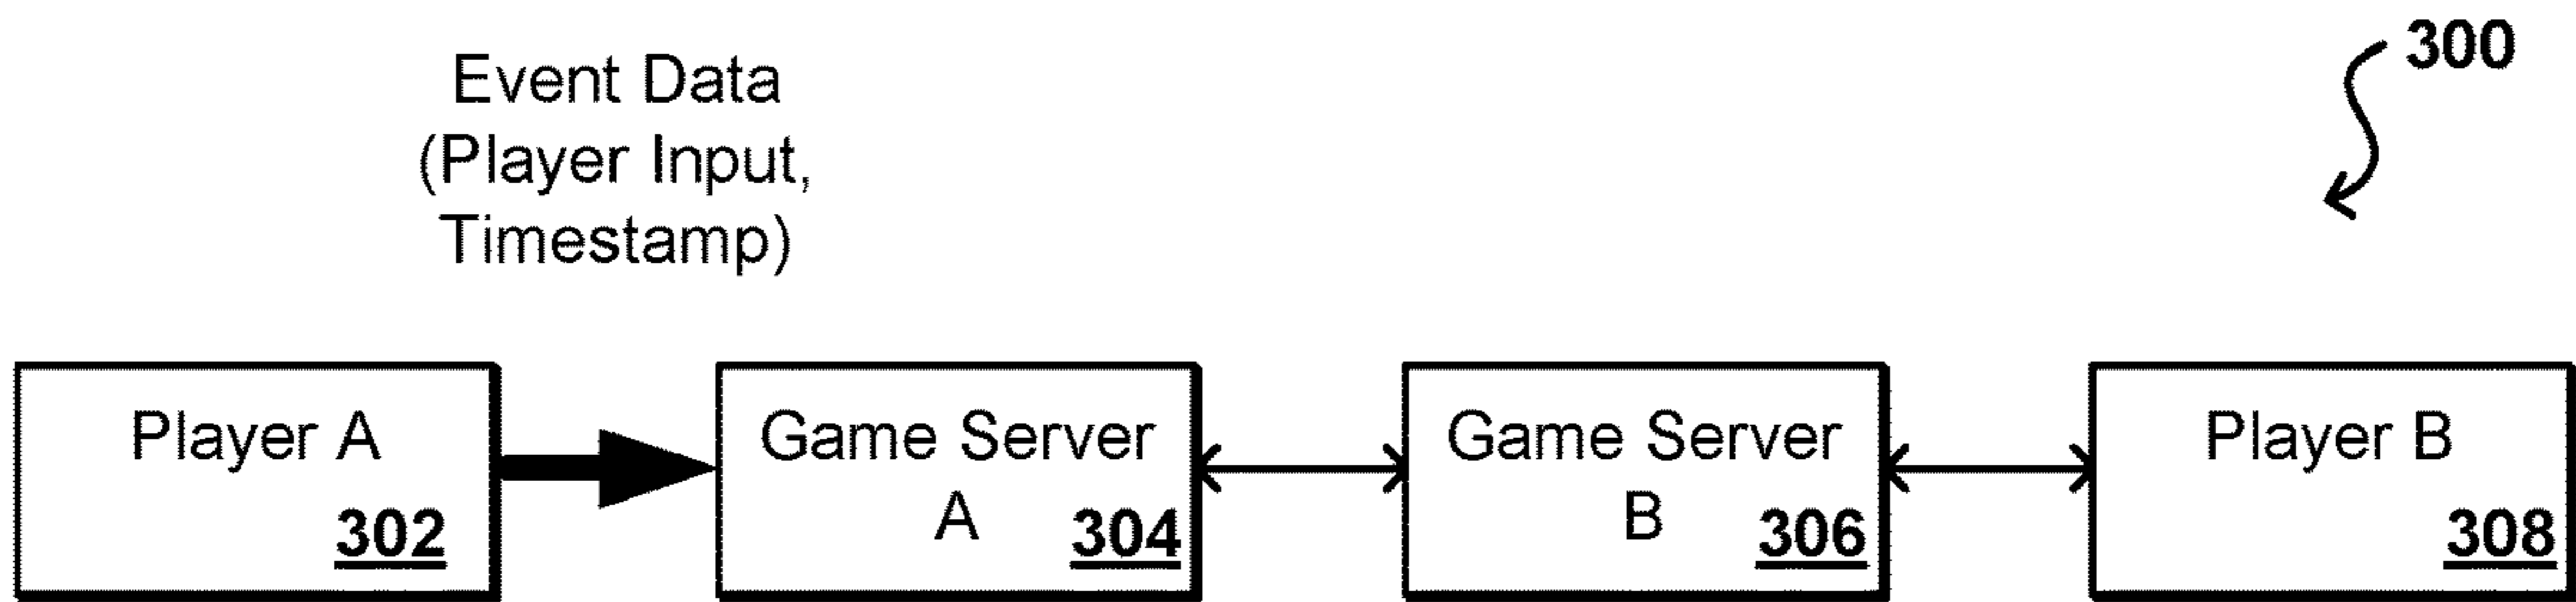 Event Data
(Player Input,
Timestamp)
300
Player A
302
Game Server
A
304
Game Server
B
306
Player B
308